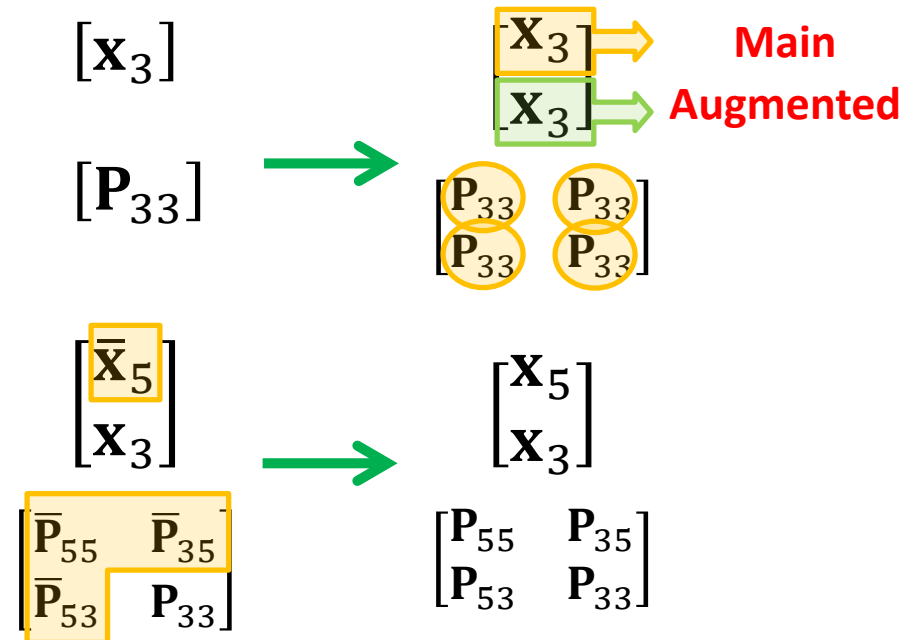 [𝐱₃]
[𝐱₃ Main
𝐱₃] Augmented
[𝐏₃₃]
[𝐏₃₃ 𝐏₃₃
𝐏₃₃ 𝐏₃₃]
[𝐱̅₅
𝐱₃]
[𝐱₅
𝐱₃]
[𝐏̅₅₅ 𝐏̅₃₅
𝐏̅₅₃ 𝐏₃₃]
[𝐏₅₅ 𝐏₃₅
𝐏₅₃ 𝐏₃₃]